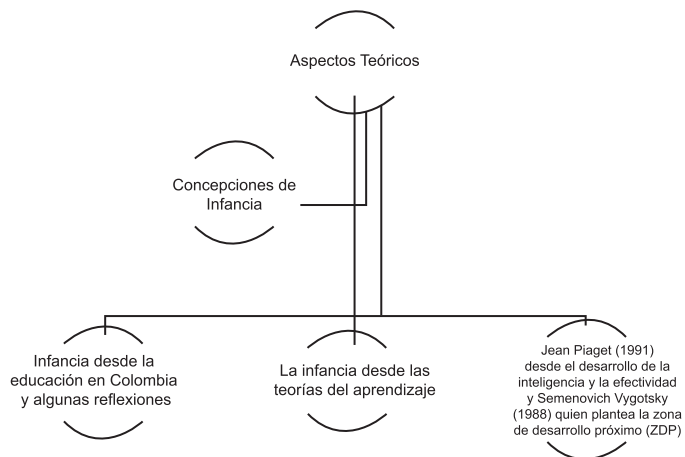 Aspectos Teóricos
Concepciones de
Infancia
Infancia desde la
educación en Colombia
y algunas reflexiones
La infancia desde las
teorías del aprendizaje
Jean Piaget (1991)
desde el desarrollo de la
inteligencia y la efectividad
y Semenovich Vygotsky
(1988) quien plantea la zona
de desarrollo próximo (ZDP)